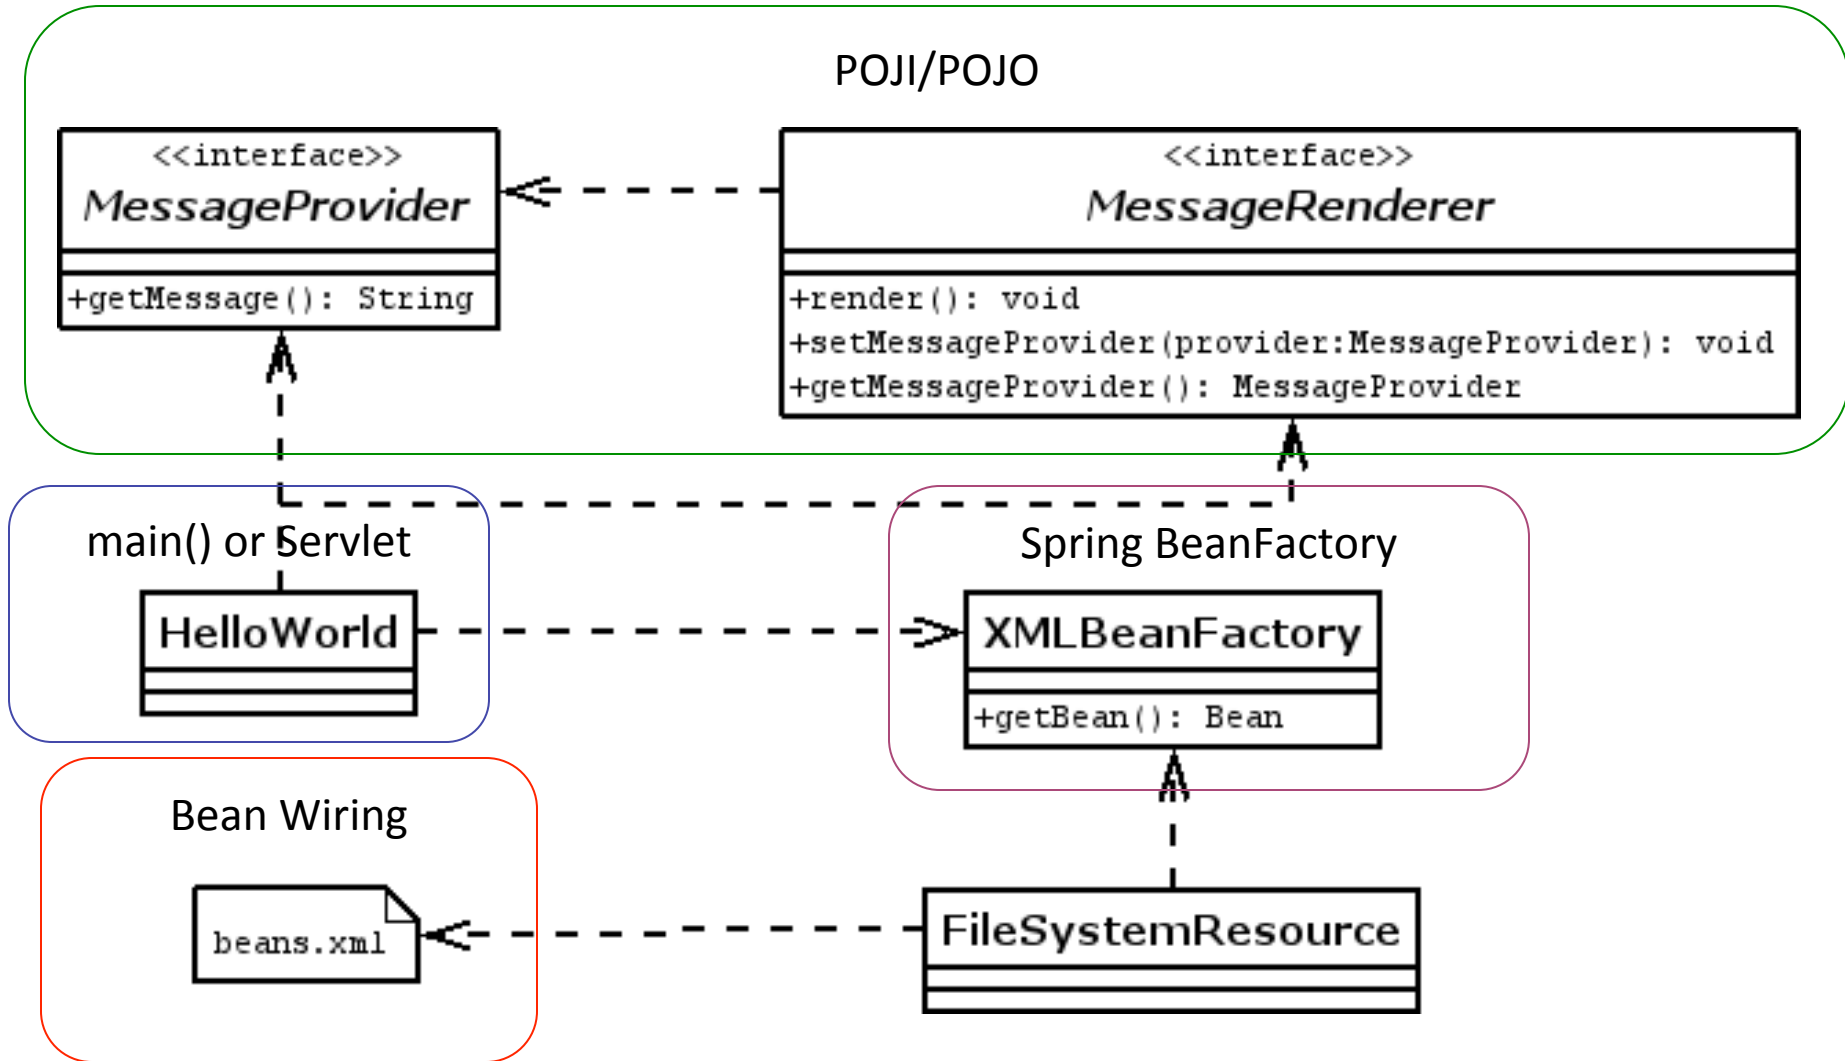 POJI/POJO
<<interface>>
MessageProvider
+getMessage(): String
<<interface>>
MessageRenderer
+render(): void
+setMessageProvider(provider:MessageProvider): void
+getMessageProvider(): MessageProvider
main() or Servlet
HelloWorld
Spring BeanFactory
XMLBeanFactory
+getBean(): Bean
Bean Wiring
beans.xml
FileSystemResource